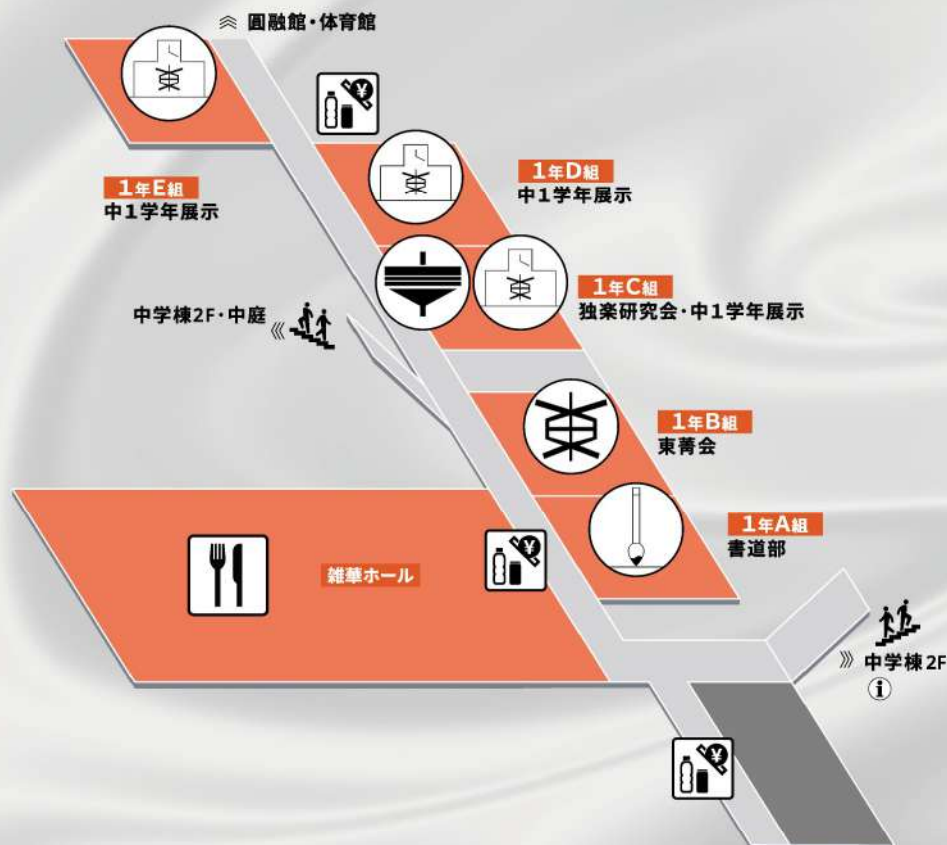 圓融館・体育館
1年E組
中1学年展示
1年D組
中1学年展示
1年C組
独楽研究会・中1学年展示
中学棟2F・中庭
1年B組
東菁会
1年A組
書道部
雑華ホール
中学棟2F
i
¥
¥
¥